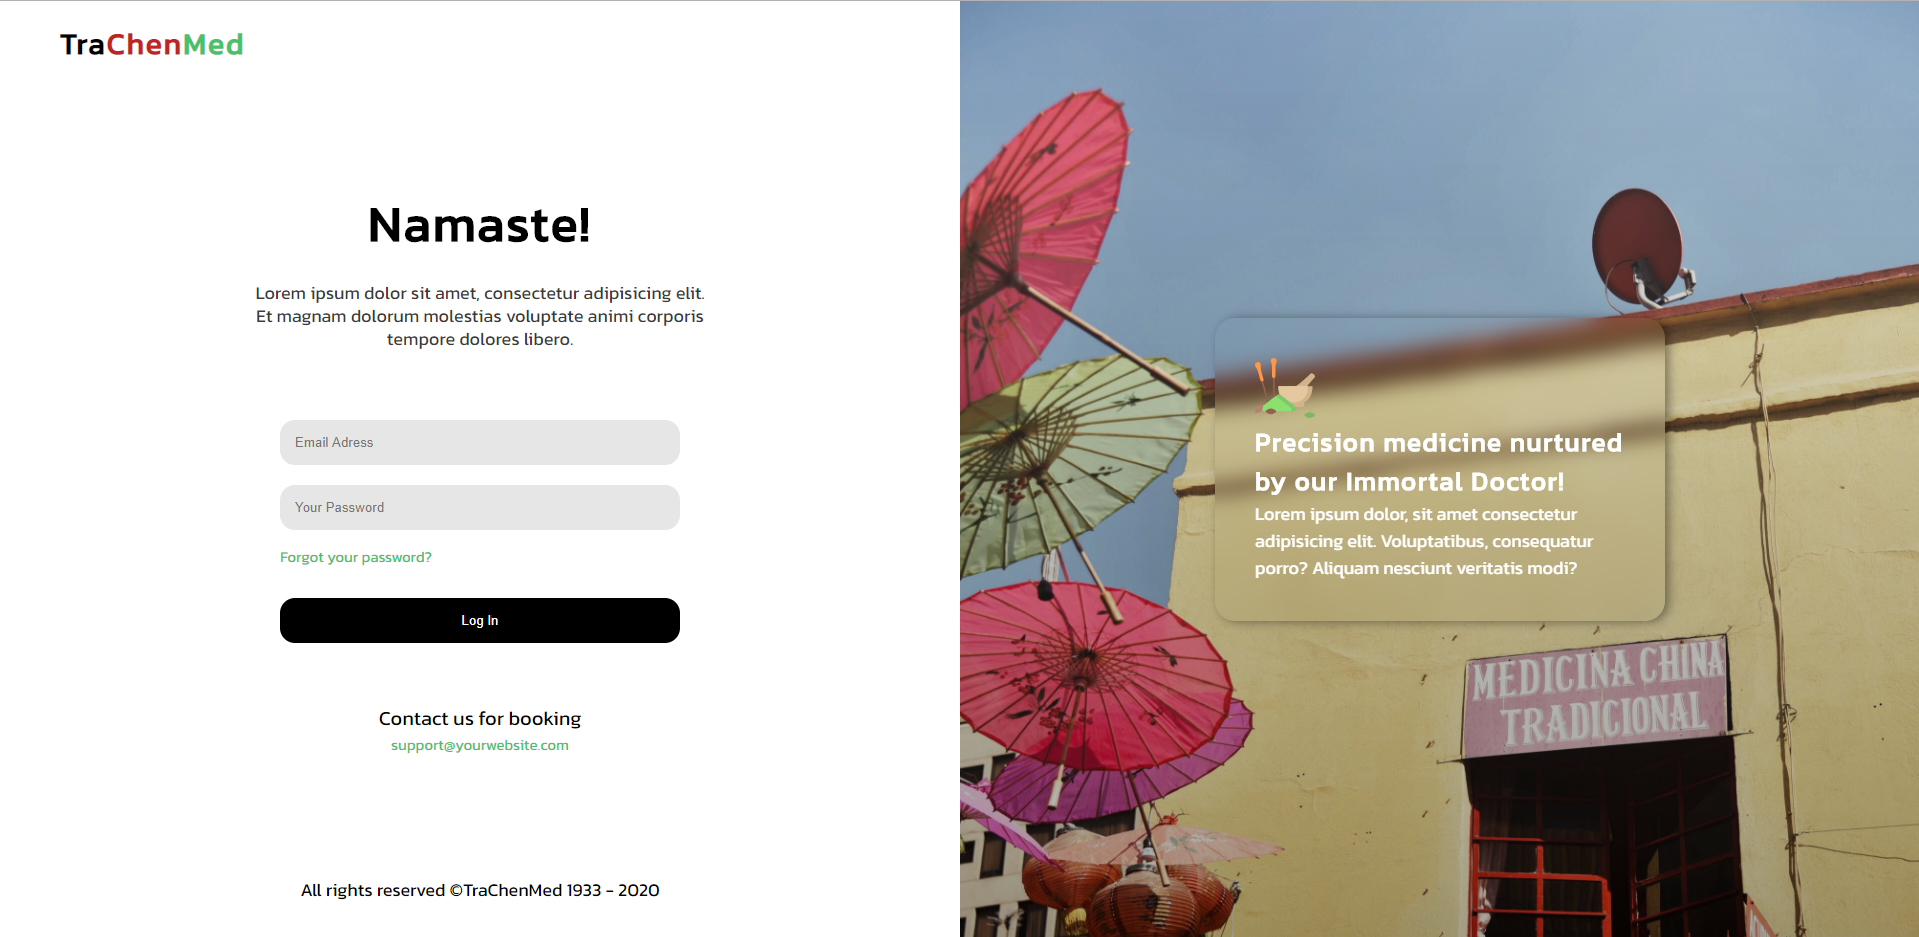 TraChenMed
Namaste!
Lorem ipsum dolor sit amet, consectetur adipisicing elit.
Et magnam dolorum molestias voluptate animi corporis
tempore dolores libero.
Email Adress
Your Password
Forgot your password?
Log In
Contact us for booking
support@yourwebsite.com
All rights reserved ©TraChenMed 1933 - 2020
Precision medicine nurtured
by our Immortal Doctor!
Lorem ipsum dolor, sit amet consectetur
adipisicing elit. Voluptatibus, consequatur
porro? Aliquam nesciunt veritatis modi?
MEDICINA CHINA
TRADICIONAL